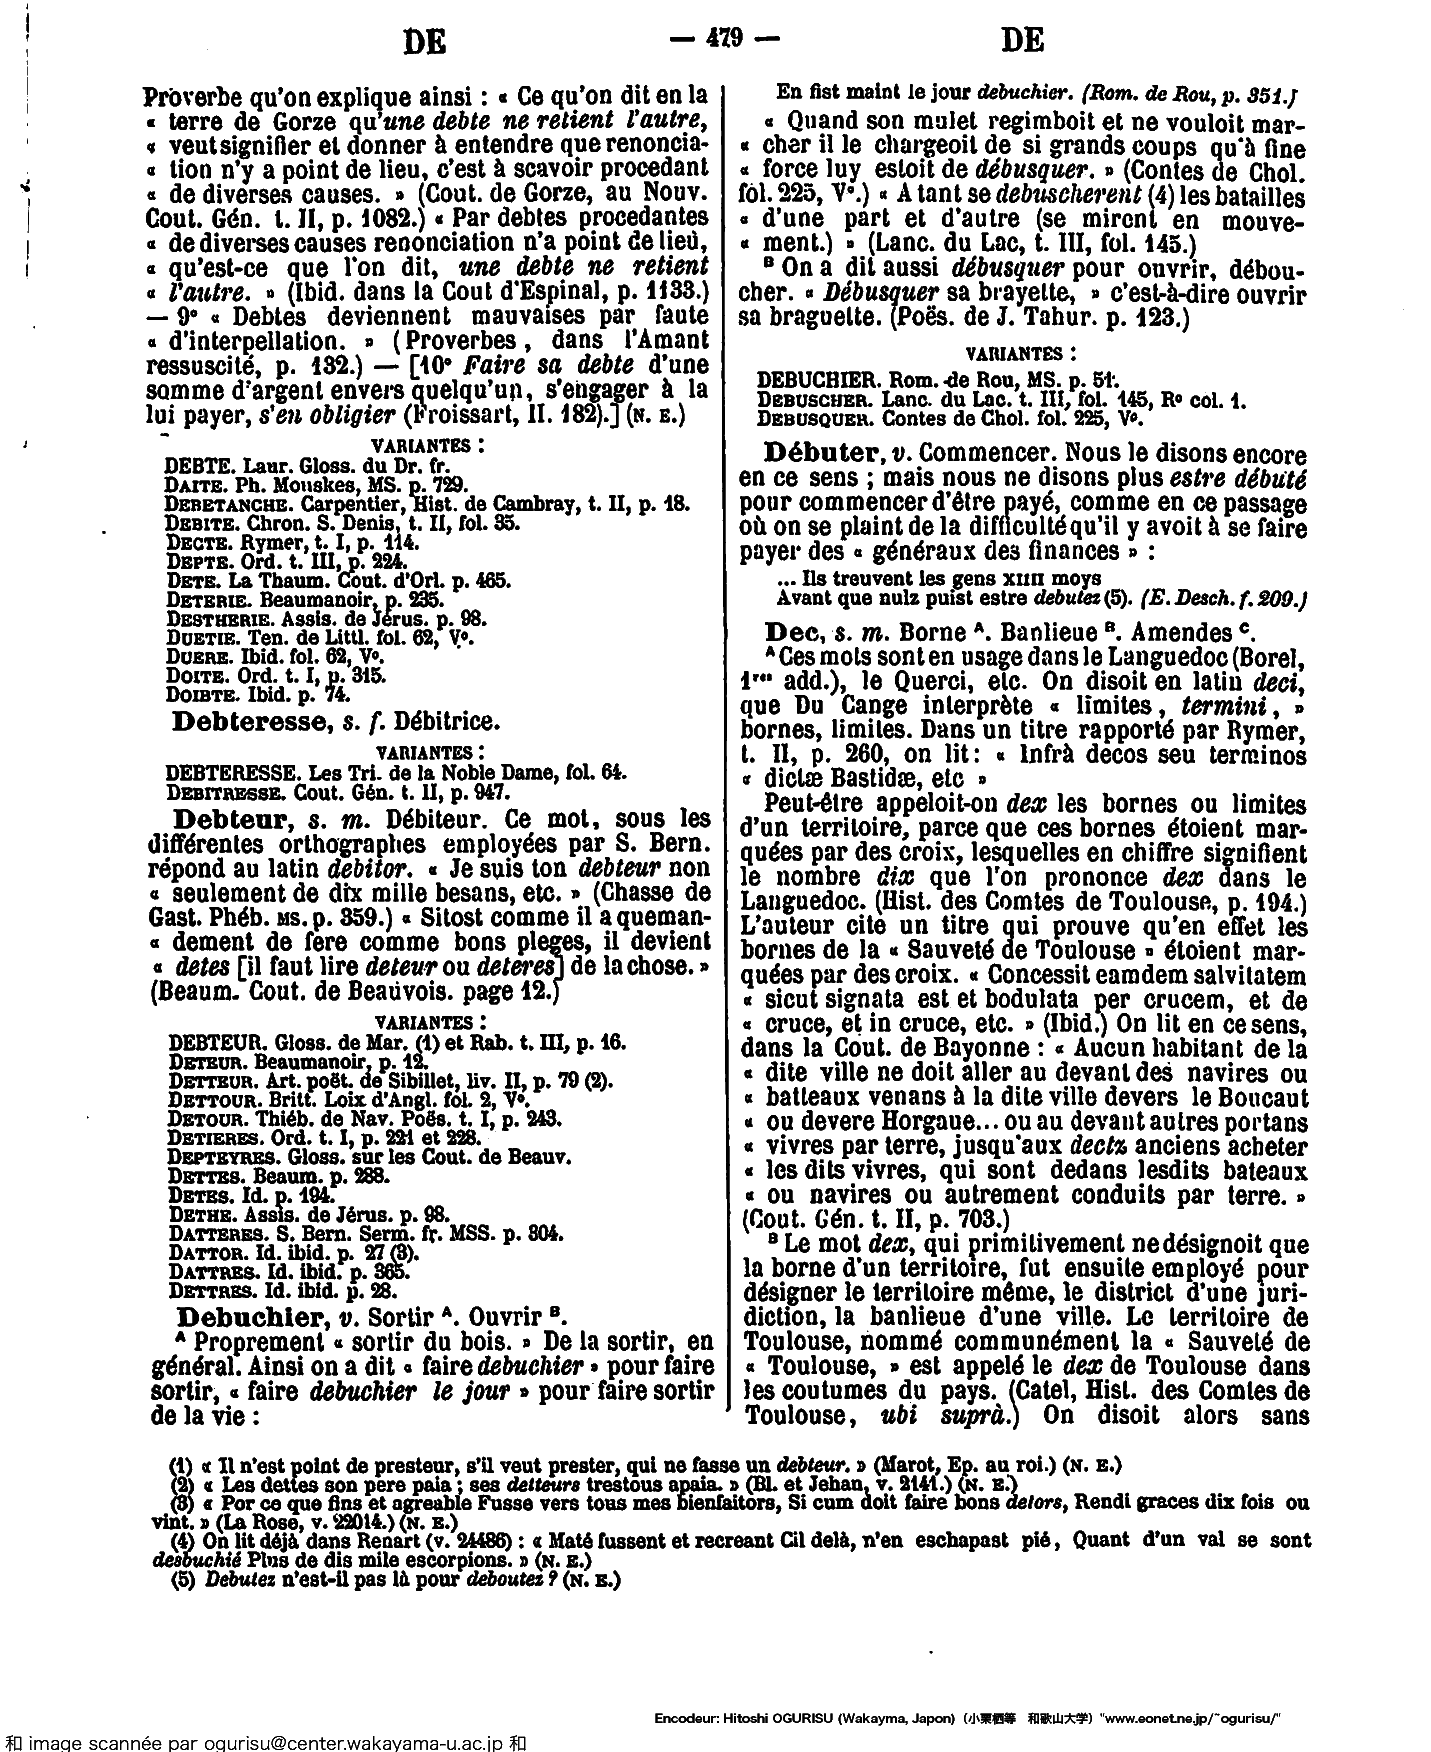 DE — 479 — DE
Proverbe qu'on explique ainsi : « Ce qu'on dit en la
« terre de Gorze qu'une debte ne retient l'autre,
« veut signifier et donner à entendre que renoncia-
« tion n'y a point de lieu, c'est à scavoir procedant
« de diverses causes. » (Cout. de Gorze, au Nouv.
Cout. Gén. t. II, p. 1082.) « Par debtes procedantes
« de diverses causes renonciation n'a point de lieu,
« qu'est-ce que l'on dit, une debte ne retient
« l'autre. » (Ibid. dans la Cout d'Espinal, p. 1133.)
— 9° « Debtes deviennent mauvaises par faute
« d'interpellation. » (Proverbes, dans l'Amant
ressuscité, p. 132.) — [10° Faire sa debte d'une
somme d'argent envers quelqu'un, s'engager à la
lui payer, s'en obligier (Froissart, II. 182).] (N. E.)
VARIANTES :
DEBTE. Laur. Gloss. du Dr. fr.
DAITE. Ph. Mouskes, MS. p. 729.
DEBETANCHE. Carpentier, Hist. de Cambray, t. II, p. 18.
DEBITE. Chron. S. Denis, t. II, fol. 35.
DECTE. Rymer, t. I, p. 114.
DEPTE. Ord. t. III, p. 224.
DETE. La Thaum. Cout. d'Orl. p. 465.
DETERIE. Beaumanoir, p. 235.
DESTHERIE. Assis. de Jérus. p. 98.
DUETIE. Ten. de Littl. fol. 62, V°.
DUERE. Ibid. fol. 62, V°.
DOITE. Ord. t. I, p. 315.
DOIBTE. Ibid. p. 74.
Debteresse, s. f. Débitrice.
VARIANTES :
DEBTERESSE. Les Tri. de la Noble Dame, fol. 64.
DEBITRESSE. Cout. Gén. t. II, p. 947.
Debteur, s. m. Débiteur. Ce mot, sous les
différentes orthographes employées par S. Bern.
répond au latin debitor. « Je suis ton debteur non
« seulement de dix mille besans, etc. » (Chasse de
Gast. Phéb. MS. p. 359.) « Sitost comme il a queman-
« dement de fere comme bons pleges, il devient
« detes [il faut lire deteur ou deteres] de la chose. »
(Beaum. Cout. de Beauvois. page 12.)
VARIANTES :
DEBTEUR. Gloss. de Mar. (1) et Rab. t. III, p. 16.
DETEUR. Beaumanoir, p. 12.
DETTEUR. Art. poët. de Sibillet, liv. II, p. 79 (2).
DETTOUR. Britt. Loix d'Angl. fol. 2, V°.
DETOUR. Thiéb. de Nav. Poës. t. I, p. 243.
DETIERES. Ord. t. I, p. 221 et 228.
DEPTEYRES. Gloss. sur les Cout. de Beauv.
DETTES. Beaum. p. 288.
DETES. Id. p. 194.
DETHE. Assis. de Jérus. p. 98.
DATTERES. S. Bern. Serm. fr. MSS. p. 304.
DATTOR. Id. ibid. p. 27 (3).
DATTRES. Id. ibid. p. 365.
DETTRES. Id. ibid. p. 28.
Debuchier, v. Sortir A. Ouvrir B.
A Proprement « sortir du bois. » De la sortir, en
général. Ainsi on a dit « faire debuchier » pour faire
sortir, « faire debuchier le jour » pour faire sortir
de la vie :
En fist maint le jour debuchier. (Rom. de Rou, p. 351.)
« Quand son mulet regimboit et ne vouloit mar-
« cher il le chargeoit de si grands coups qu'à fine
« force luy estoit de débusquer. » (Contes de Chol.
fol. 225, V°.) « A tant se debuscherent (4) les batailles
« d'une part et d'autre (se mirent en mouve-
« ment.) » (Lanc. du Lac, t. III, fol. 145.)
B On a dit aussi débusquer pour ouvrir, débou-
cher. « Débusquer sa brayette, » c'est-à-dire ouvrir
sa braguette. (Poës. de J. Tahur. p. 123.)
VARIANTES :
DEBUCHIER. Rom. de Rou, MS. p. 51.
DEBUSCHER. Lanc. du Lac. t. III, fol. 145, R° col. 1.
DEBUSQUER. Contes de Chol. fol. 225, V°.
Débuter, v. Commencer. Nous le disons encore
en ce sens ; mais nous ne disons plus estre débuté
pour commencer d'être payé, comme en ce passage
où on se plaint de la difficulté qu'il y avoit à se faire
payer des « généraux des finances » :
... Ils treuvent les gens XIIII moys
Avant que nulz puist estre debutez (5). (E. Desch. f. 209.)
Dec, s. m. Borne A. Banlieue B. Amendes C.
A Ces mots sont en usage dans le Languedoc (Borel,
1res add.), le Querci, etc. On disoit en latin deci,
que Du Cange interprète « limites, termini, »
bornes, limites. Dans un titre rapporté par Rymer,
t. II, p. 260, on lit : « Infrà decos seu terminos
« dictæ Bastidæ, etc »
Peut-être appeloit-on dex les bornes ou limites
d'un territoire, parce que ces bornes étoient mar-
quées par des croix, lesquelles en chiffre signifient
le nombre dix que l'on prononce dex dans le
Languedoc. (Hist. des Comtes de Toulouse, p. 194.)
L'auteur cite un titre qui prouve qu'en effet les
bornes de la « Sauveté de Toulouse » étoient mar-
quées par des croix. « Concessit eamdem salvitatem
« sicut signata est et bodulata per crucem, et de
« cruce, et in cruce, etc. » (Ibid.) On lit en ce sens,
dans la Cout. de Bayonne : « Aucun habitant de la
« dite ville ne doit aller au devant des navires ou
« batteaux venans à la dite ville devers le Boucaut
« ou devere Horgaue... ou au devant autres portans
« vivres par terre, jusqu'aux dectz anciens acheter
« les dits vivres, qui sont dedans lesdits bateaux
« ou navires ou autrement conduits par terre. »
(Cout. Gén. t. II, p. 703.)
B Le mot dex, qui primitivement ne désignoit que
la borne d'un territoire, fut ensuite employé pour
désigner le territoire même, le district d'une juri-
diction, la banlieue d'une ville. Le territoire de
Toulouse, nommé communément la « Sauveté de
« Toulouse, » est appelé le dex de Toulouse dans
les coutumes du pays. (Catel, Hist. des Comtes de
Toulouse, ubi suprà.) On disoit alors sans
(1) « Il n'est point de presteur, s'il veut prester, qui ne fasse un debteur. » (Marot, Ep. au roi.) (N. E.)
(2) « Les dettes son pere paia ; ses detteurs trestous apaia. » (Bl. et Jehan, v. 2141.) (N. E.)
(3) « Por ce que fins et agreable Fusse vers tous mes bienfaitors, Si cum doit faire bons detors, Rendi graces dix fois ou
vint. » (La Rose, v. 22014.) (N. E.)
(4) On lit déjà dans Renart (v. 24486) : « Maté fussent et recreant Cil delà, n'en eschapast pié, Quant d'un val se sont
desbuchié Plus de dis mile escorpions. » (N. E.)
(5) Debutez n'est-il pas là pour deboutez ? (N. E.)
Encodeur: Hitoshi OGURISU (Wakayma, Japon) (小栗栖等 和歌山大学) "www.eonet.ne.jp/~ogurisu/"
和 image scannée par ogurisu@center.wakayama-u.ac.jp 和